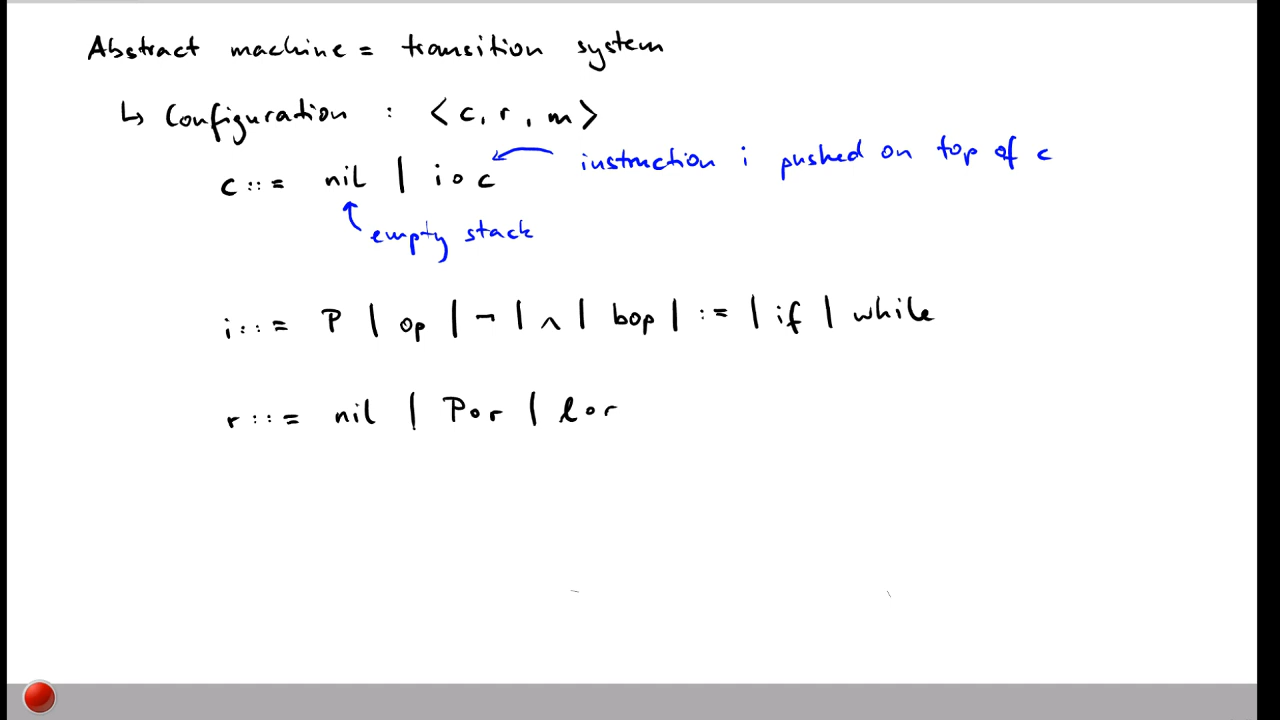 Abstract machine = transition system
↳ Configuration : < c, r, m >
c ::= nil | i ∘ c instruction i pushed on top of c
empty stack
i ::= P | op | ¬ | ∧ | bop | := | if | while
r ::= nil | P∘r | l∘r